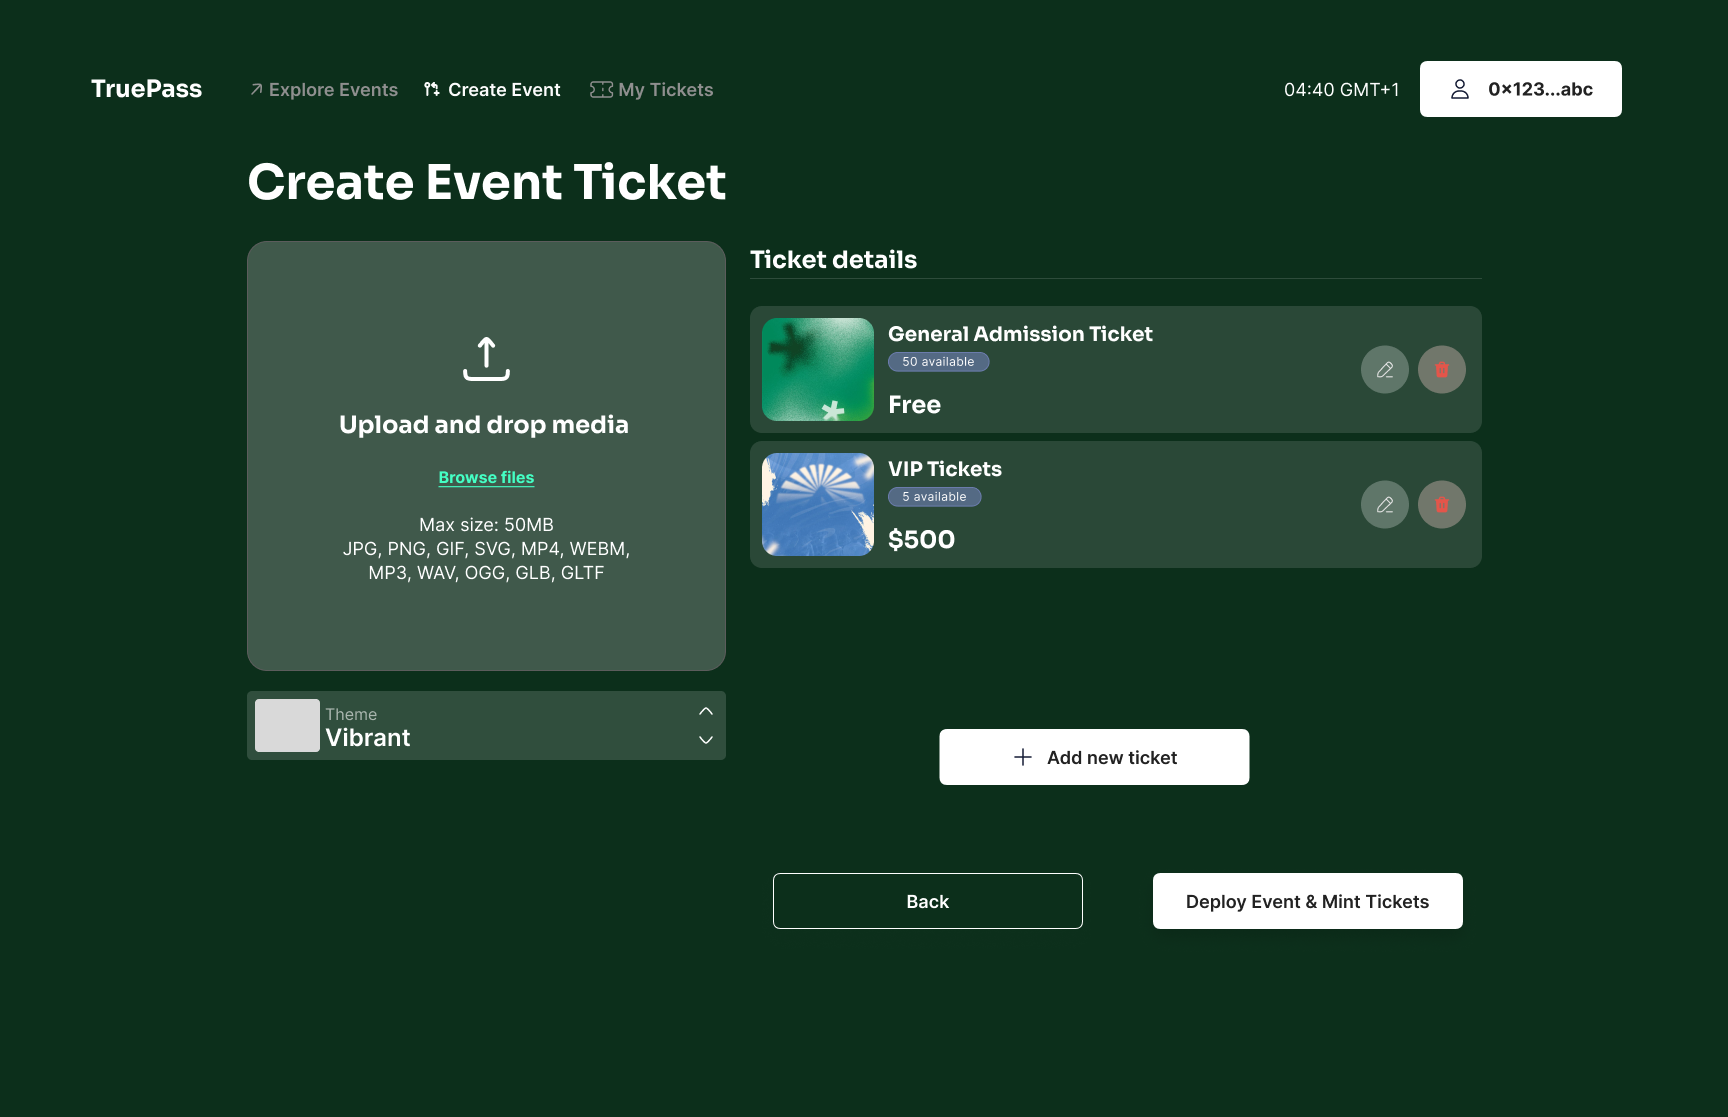 TruePass
Explore Events
Create Event
My Tickets
04:40 GMT+1
0×123...abc
Create Event Ticket
Upload and drop media
Browse files
Max size: 50MB
JPG, PNG, GIF, SVG, MP4, WEBM,
MP3, WAV, OGG, GLB, GLTF
Theme
Vibrant
Ticket details
General Admission Ticket
50 available
Free
VIP Tickets
5 available
$500
Add new ticket
Back
Deploy Event & Mint Tickets